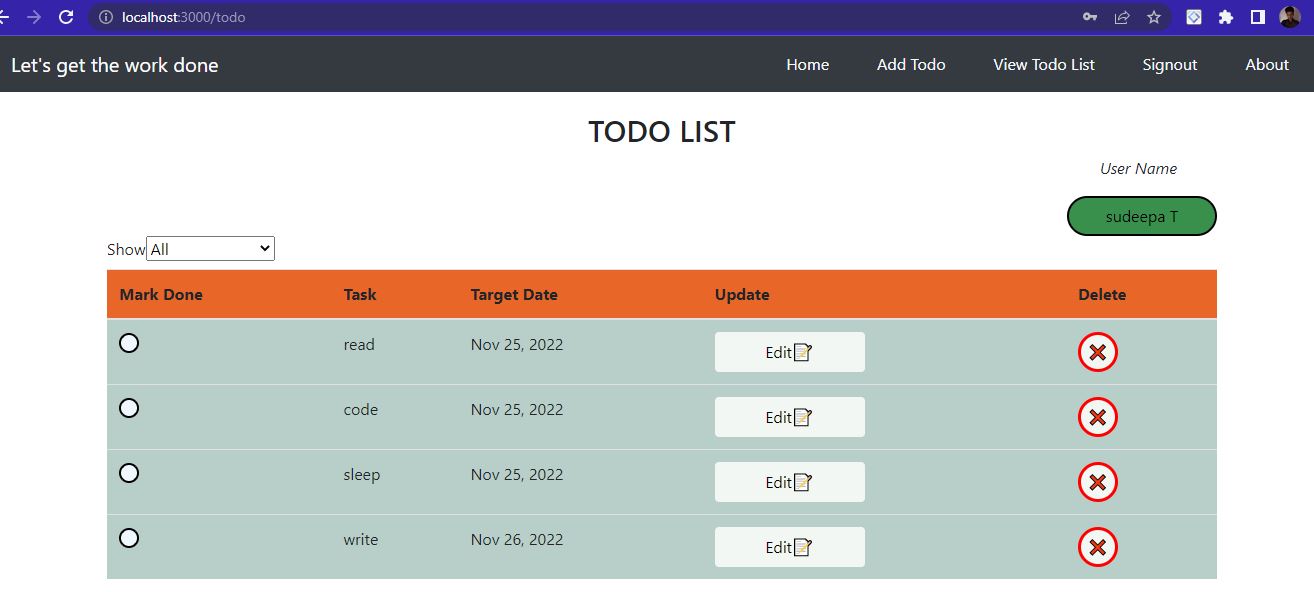 localhost:3000/todo
Let's get the work done Home Add Todo View Todo List Signout About
TODO LIST
User Name
sudeepa T
Show All
Mark Done Task Target Date Update Delete
read Nov 25, 2022 Edit
code Nov 25, 2022 Edit
sleep Nov 25, 2022 Edit
write Nov 26, 2022 Edit